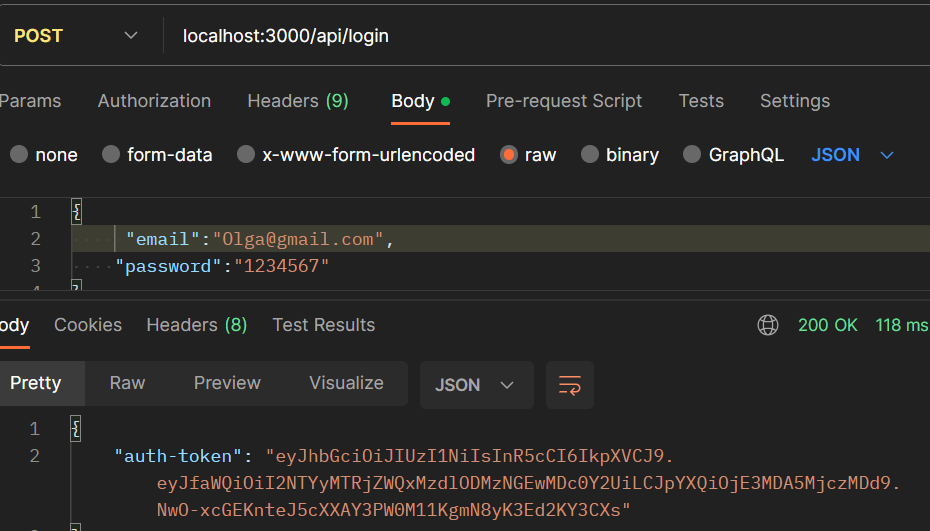 POST localhost:3000/api/login
Params Authorization Headers (9) Body Pre-request Script Tests Settings
none form-data x-www-form-urlencoded raw binary GraphQL JSON
1 {
2 "email":"Olga@gmail.com",
3 "password":"1234567"
4 }
ody Cookies Headers (8) Test Results 200 OK 118 ms
Pretty Raw Preview Visualize JSON
1 {
2 "auth-token": "eyJhbGciOiJIUzI1NiIsInR5cCI6IkpXVCJ9.
eyJfaWQiOiI2NTYyMTRjZWQxMzdlODMzNGEwMDc0Y2UiLCJpYXQiOjE3MDA5MjczMDd9.
NwO-xcGEKnteJ5cXXAY3PW0M11KgmN8yK3Ed2KY3CXs"
}